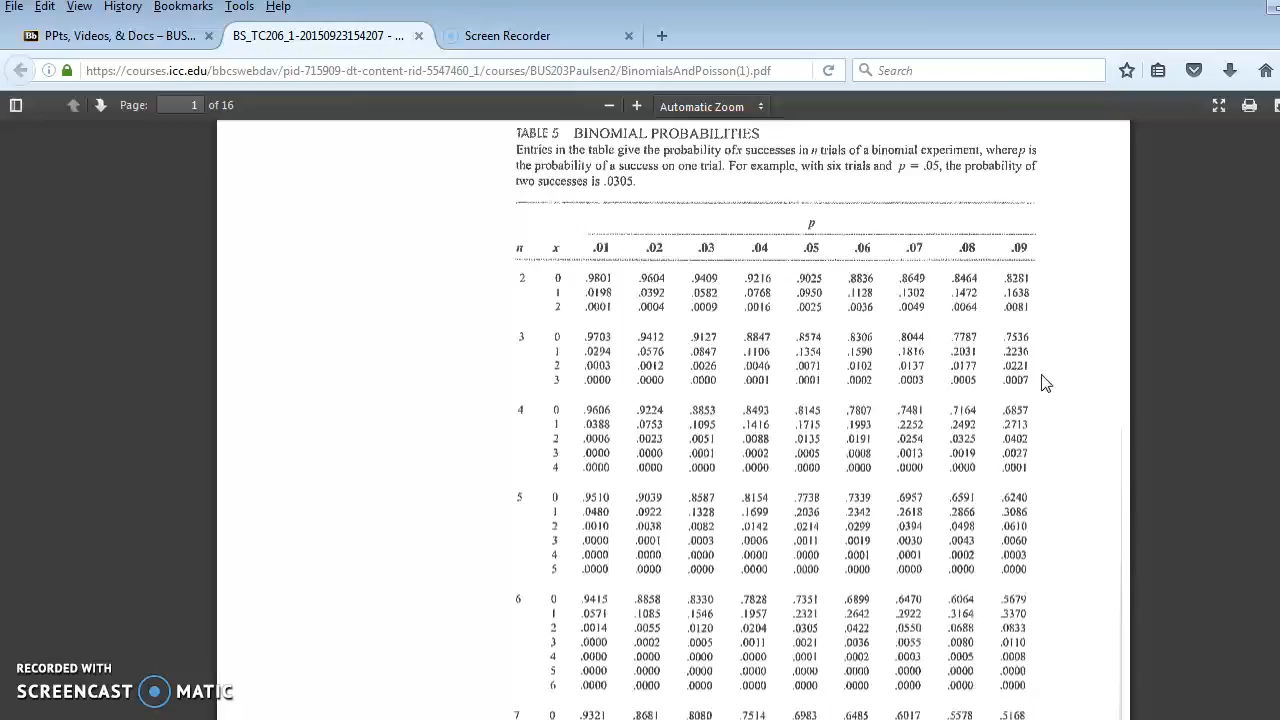 File Edit View History Bookmarks Tools Help
Bb PPts, Videos, & Docs – BUS... × BS_TC206_1-20150923154207 - ... × Screen Recorder × +
https://courses.icc.edu/bbcswebdav/pid-715909-dt-content-rid-5547460_1/courses/BUS203Paulsen2/BinomialsAndPoisson(1).pdf Search
Page: 1 of 16 Automatic Zoom
TABLE 5 BINOMIAL PROBABILITIES
Entries in the table give the probability of x successes in n trials of a binomial experiment, where p is
the probability of a success on one trial. For example, with six trials and p = .05, the probability of
two successes is .0305.
p
n x .01 .02 .03 .04 .05 .06 .07 .08 .09
2 0 .9801 .9604 .9409 .9216 .9025 .8836 .8649 .8464 .8281
1 .0198 .0392 .0582 .0768 .0950 .1128 .1302 .1472 .1638
2 .0001 .0004 .0009 .0016 .0025 .0036 .0049 .0064 .0081
3 0 .9703 .9412 .9127 .8847 .8574 .8306 .8044 .7787 .7536
1 .0294 .0576 .0847 .1106 .1354 .1590 .1816 .2031 .2236
2 .0003 .0012 .0026 .0046 .0071 .0102 .0137 .0177 .0221
3 .0000 .0000 .0000 .0001 .0001 .0002 .0003 .0005 .0007
4 0 .9606 .9224 .8853 .8493 .8145 .7807 .7481 .7164 .6857
1 .0388 .0753 .1095 .1416 .1715 .1993 .2252 .2492 .2713
2 .0006 .0023 .0051 .0088 .0135 .0191 .0254 .0325 .0402
3 .0000 .0000 .0001 .0002 .0005 .0008 .0013 .0019 .0027
4 .0000 .0000 .0000 .0000 .0000 .0000 .0000 .0000 .0001
5 0 .9510 .9039 .8587 .8154 .7738 .7339 .6957 .6591 .6240
1 .0480 .0922 .1328 .1699 .2036 .2342 .2618 .2866 .3086
2 .0010 .0038 .0082 .0142 .0214 .0299 .0394 .0498 .0610
3 .0000 .0001 .0003 .0006 .0011 .0019 .0030 .0043 .0060
4 .0000 .0000 .0000 .0000 .0000 .0001 .0001 .0002 .0003
5 .0000 .0000 .0000 .0000 .0000 .0000 .0000 .0000 .0000
6 0 .9415 .8858 .8330 .7828 .7351 .6899 .6470 .6064 .5679
1 .0571 .1085 .1546 .1957 .2321 .2642 .2922 .3164 .3370
2 .0014 .0055 .0120 .0204 .0305 .0422 .0550 .0688 .0833
3 .0000 .0002 .0005 .0011 .0021 .0036 .0055 .0080 .0110
4 .0000 .0000 .0000 .0000 .0001 .0002 .0003 .0005 .0008
5 .0000 .0000 .0000 .0000 .0000 .0000 .0000 .0000 .0000
6 .0000 .0000 .0000 .0000 .0000 .0000 .0000 .0000 .0000
7 0 .9321 .8681 .8080 .7514 .6983 .6485 .6017 .5578 .5168
RECORDED WITH
SCREENCAST MATIC